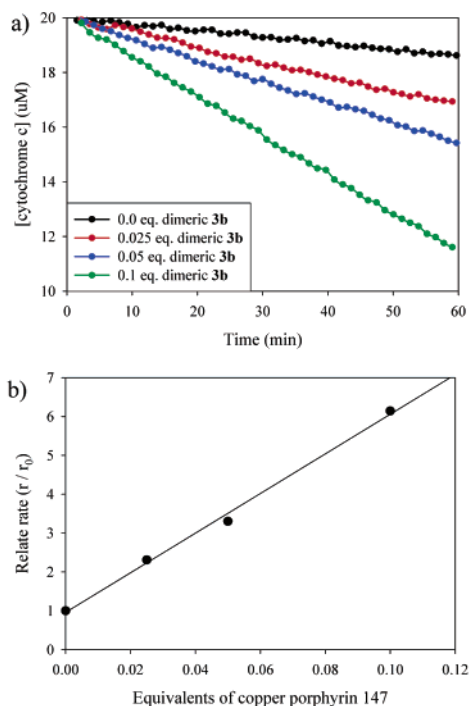 a)
20
18
16
14
12
10
[cytochrome c] (uM)
0.0 eq. dimeric 3b
0.025 eq. dimeric 3b
0.05 eq. dimeric 3b
0.1 eq. dimeric 3b
0 10 20 30 40 50 60
Time (min)
b)
7
6
5
4
3
2
1
0
Relate rate (r / r0)
0.00 0.02 0.04 0.06 0.08 0.10 0.12
Equivalents of copper porphyrin 147